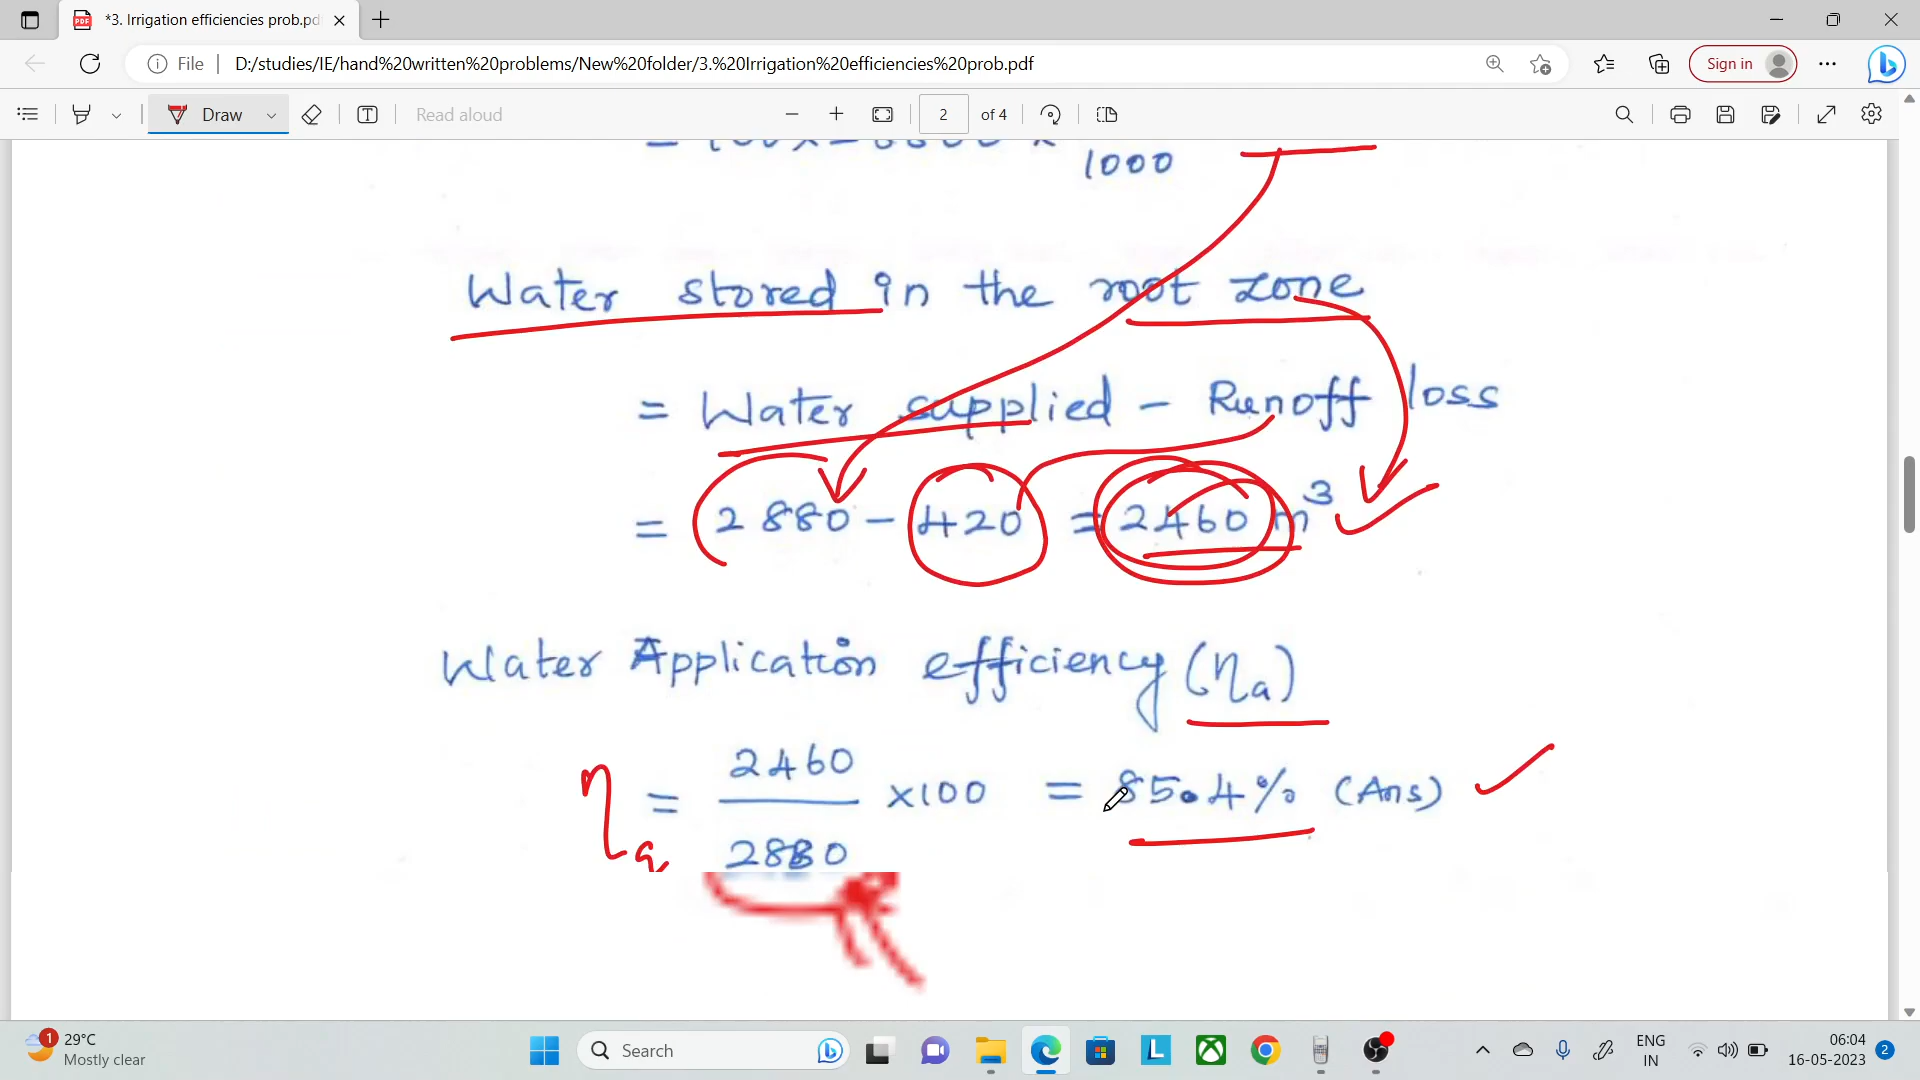 *3. Irrigation efficiencies prob.pd
File
D:/studies/IE/hand%20written%20problems/New%20folder/3.%20Irrigation%20efficiencies%20prob.pdf
Sign in
Draw
Read aloud
2 of 4
1000
Water stored in the root zone
= Water supplied - Runoff loss
= 2880 - 420 = 2460 m³
Water Application efficiency (ηa)
ηa = 2460/2880 ×100 = 85.4% (Ans)
1
29°C
Mostly clear
Search
ENG
IN
06:04
16-05-2023
2